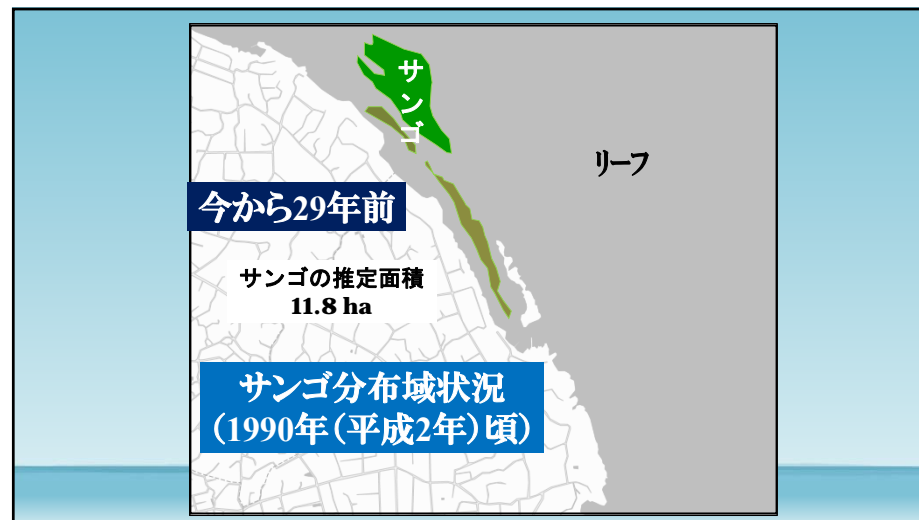 サンゴ
リーフ
今から29年前
サンゴの推定面積
11.8 ha
サンゴ分布域状況
（1990年（平成2年）頃）